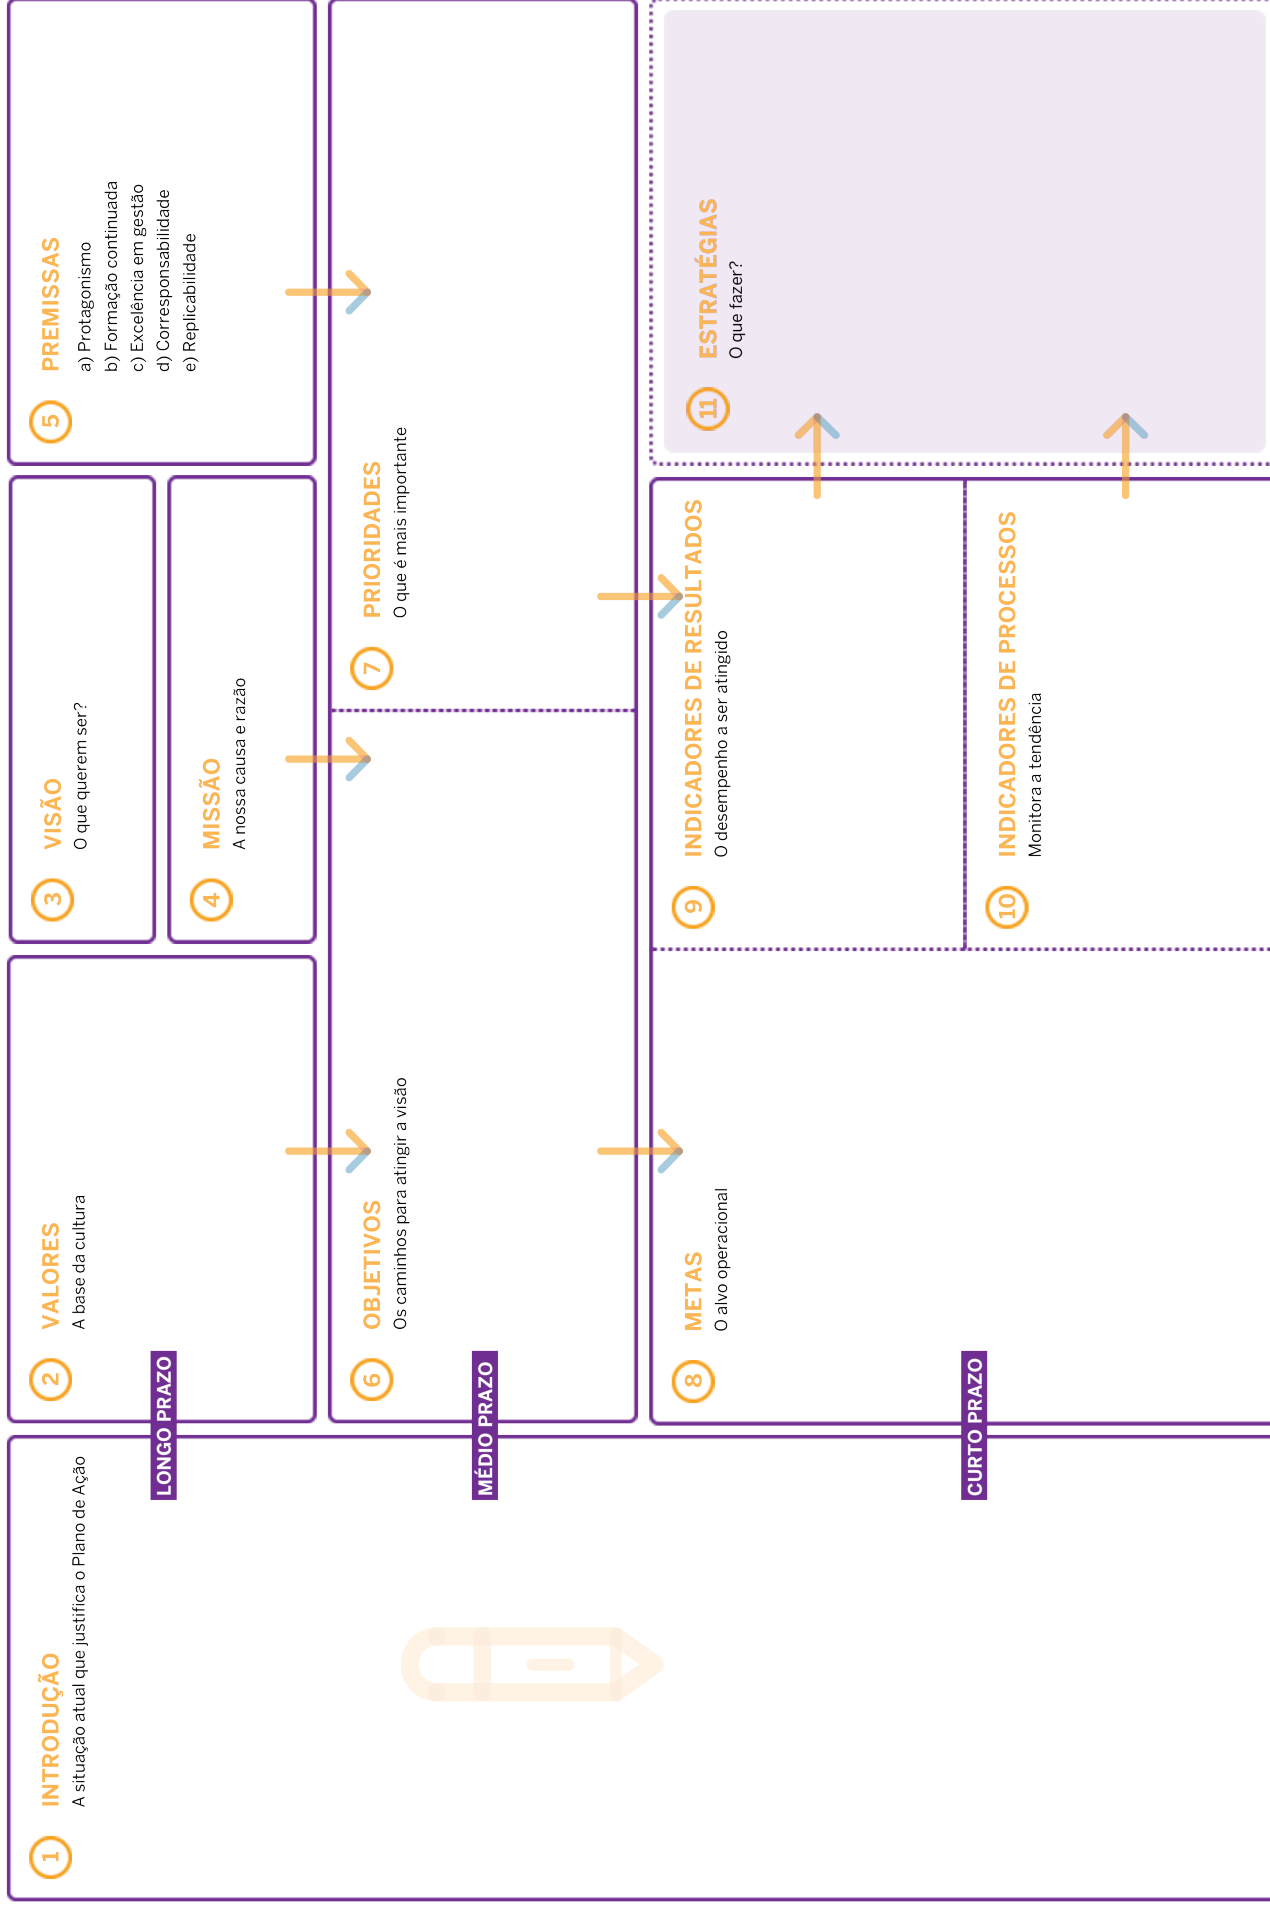 1
INTRODUÇÃO
A situação atual que justifica o Plano de Ação
LONGO PRAZO
2
VALORES
A base da cultura
3
VISÃO
O que querem ser?
4
MISSÃO
A nossa causa e razão
5
PREMISSAS
a) Protagonismo
b) Formação continuada
c) Excelência em gestão
d) Corresponsabilidade
e) Replicabilidade
MÉDIO PRAZO
6
OBJETIVOS
Os caminhos para atingir a visão
7
PRIORIDADES
O que é mais importante
CURTO PRAZO
8
METAS
O alvo operacional
9
INDICADORES DE RESULTADOS
O desempenho a ser atingido
10
INDICADORES DE PROCESSOS
Monitora a tendência
11
ESTRATÉGIAS
O que fazer?